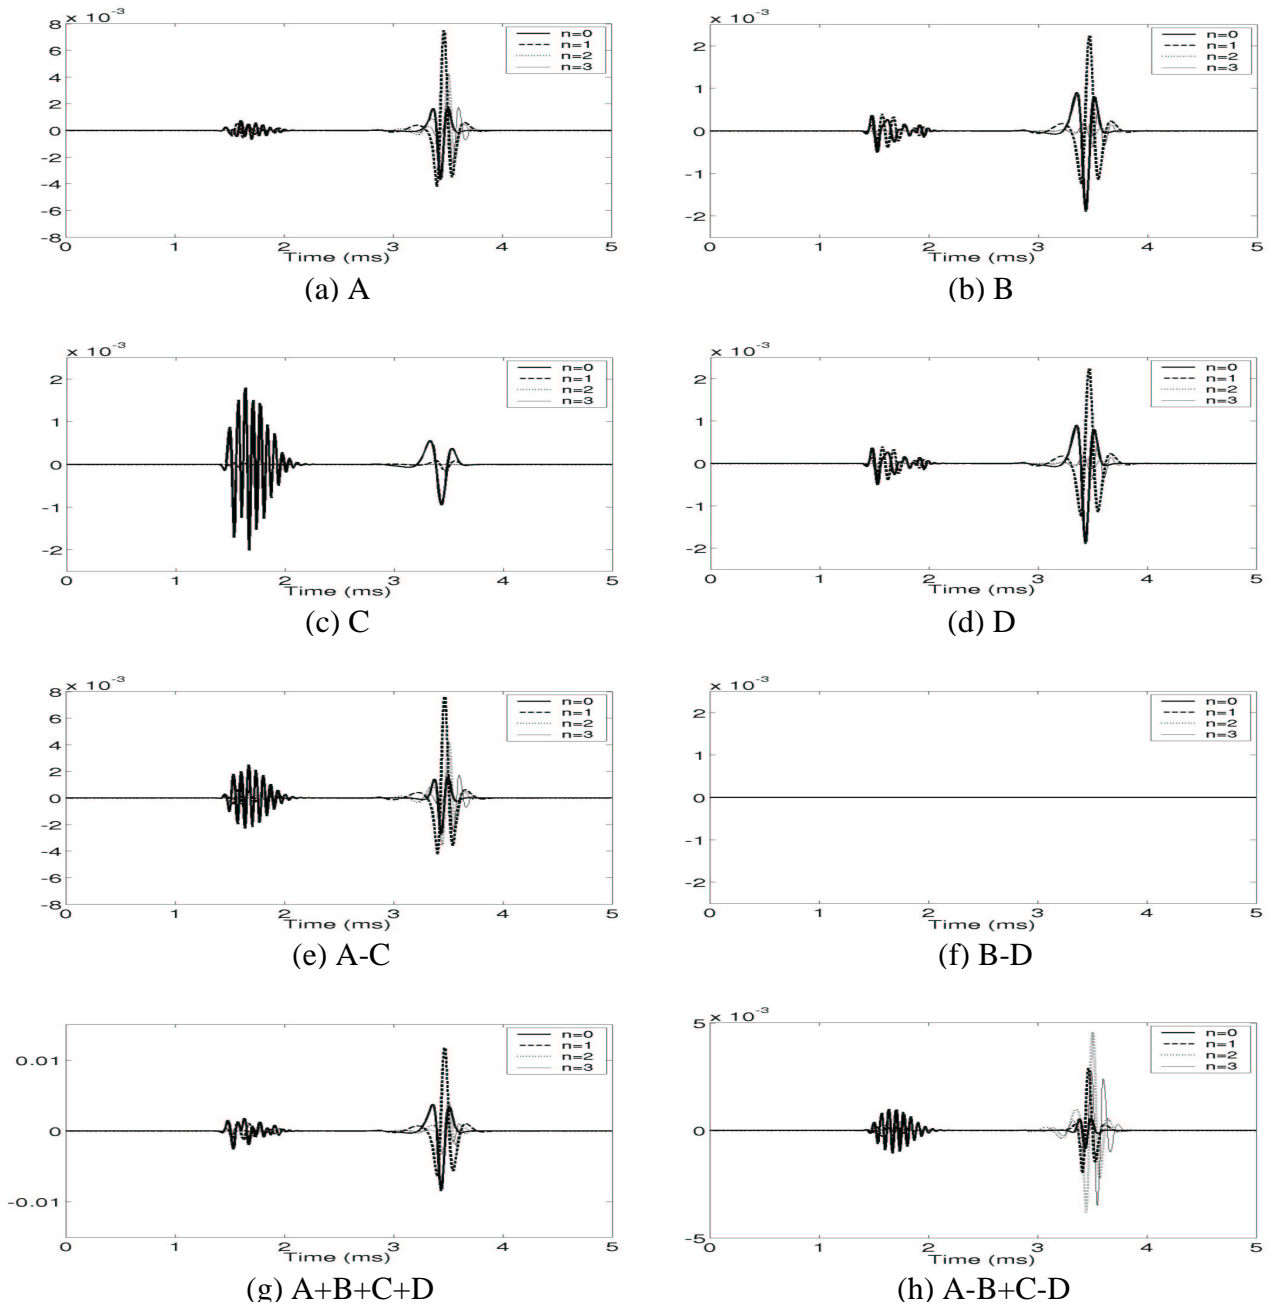 x 10-3
8
6
4
2
0
-2
-4
-6
-8
0 1 2 3 4 5
Time (ms)
n=0
n=1
n=2
n=3
(a) A
x 10-3
2
1
0
-1
-2
0 1 2 3 4 5
Time (ms)
n=0
n=1
n=2
n=3
(b) B
x 10-3
2
1
0
-1
-2
0 1 2 3 4 5
Time (ms)
n=0
n=1
n=2
n=3
(c) C
x 10-3
2
1
0
-1
-2
0 1 2 3 4 5
Time (ms)
n=0
n=1
n=2
n=3
(d) D
x 10-3
8
6
4
2
0
-2
-4
-6
-8
0 1 2 3 4 5
Time (ms)
n=0
n=1
n=2
n=3
(e) A-C
x 10-3
2
1
0
-1
-2
0 1 2 3 4 5
Time (ms)
n=0
n=1
n=2
n=3
(f) B-D
0.01
0
-0.01
0 1 2 3 4 5
Time (ms)
n=0
n=1
n=2
n=3
(g) A+B+C+D
x 10-3
5
0
-5
0 1 2 3 4 5
Time (ms)
n=0
n=1
n=2
n=3
(h) A-B+C-D